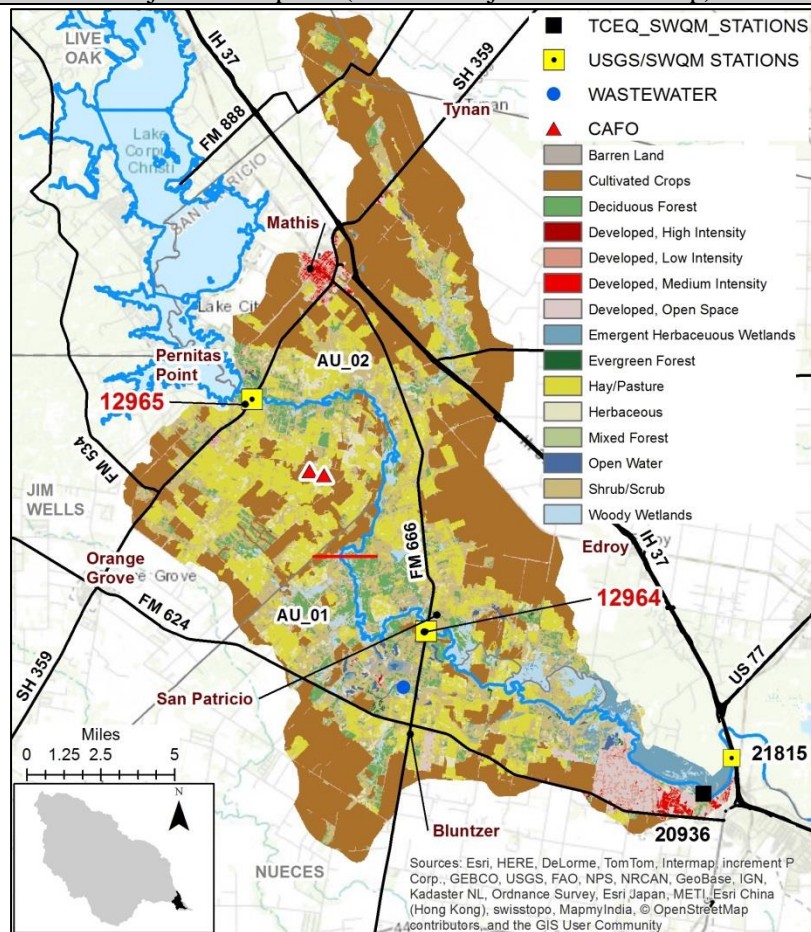 LIVE
OAK
IH 37
SH 359
Tynan
Tynan
FM 888
Lake
Corpus
Christi
SAN PATRICIO
Mathis
Lake City
Pernitas
Point
AU_02
12965
FM 534
JIM
WELLS
Orange
Grove
FM 624
SH 359
AU_01
FM 666
12964
Edroy
IH 37
US 77
San Patricio
21815
Bluntzer
20936
NUECES
TCEQ_SWQM_STATIONS
USGS/SWQM STATIONS
WASTEWATER
CAFO
Barren Land
Cultivated Crops
Deciduous Forest
Developed, High Intensity
Developed, Low Intensity
Developed, Medium Intensity
Developed, Open Space
Emergent Herbaceuous Wetlands
Evergreen Forest
Hay/Pasture
Herbaceous
Mixed Forest
Open Water
Shrub/Scrub
Woody Wetlands
Miles
0 1.25 2.5 5
N
Sources: Esri, HERE, DeLorme, TomTom, Intermap, increment P
Corp., GEBCO, USGS, FAO, NPS, NRCAN, GeoBase, IGN,
Kadaster NL, Ordnance Survey, Esri Japan, METI, Esri China
(Hong Kong), swisstopo, MapmyIndia, © OpenStreetMap
contributors, and the GIS User Community